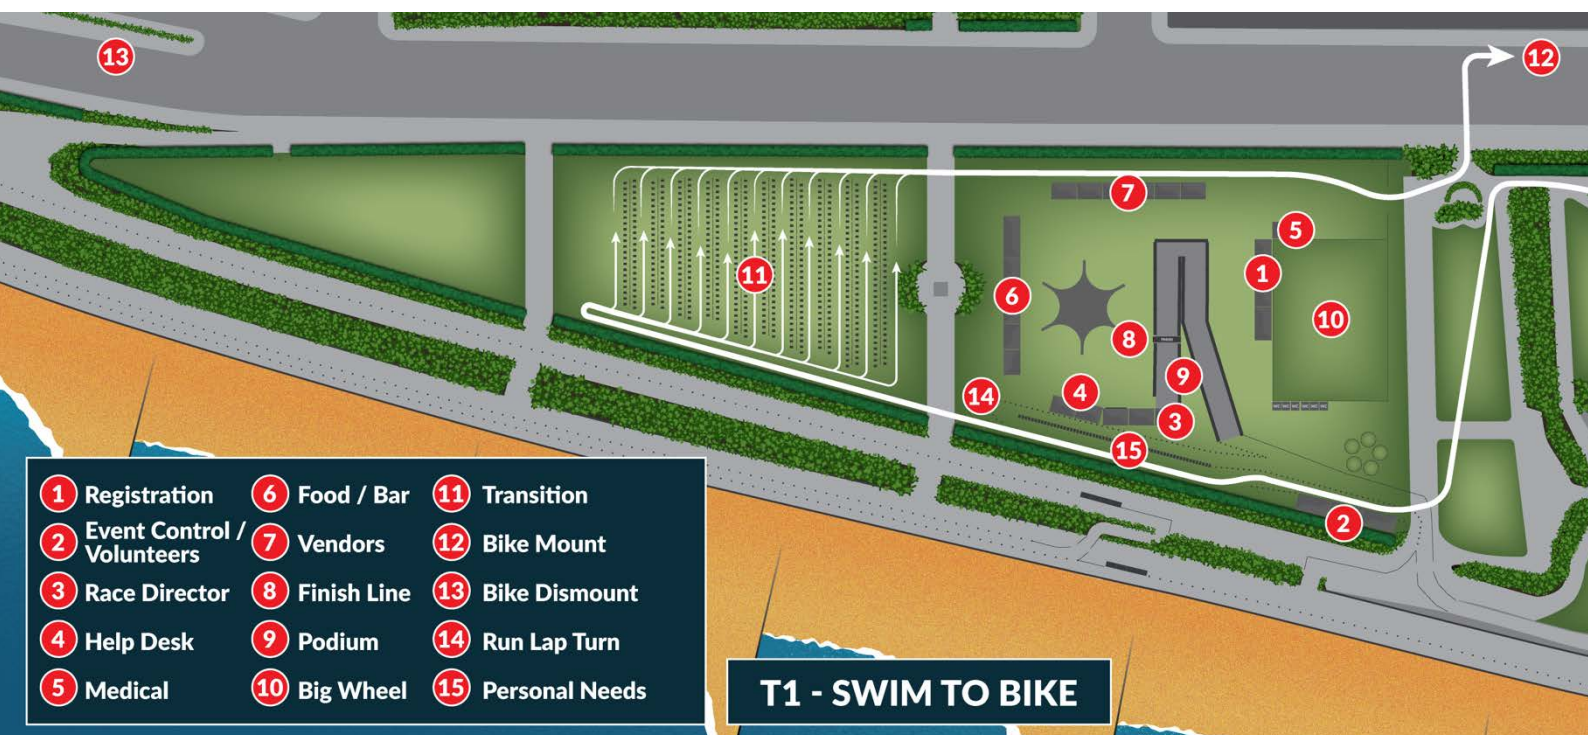 13
12
7
5
11
6
1
10
8
9
4
14
3
15
2
1 Registration
2 Event Control /
Volunteers
3 Race Director
4 Help Desk
5 Medical
6 Food / Bar
7 Vendors
8 Finish Line
9 Podium
10 Big Wheel
11 Transition
12 Bike Mount
13 Bike Dismount
14 Run Lap Turn
15 Personal Needs
T1 - SWIM TO BIKE